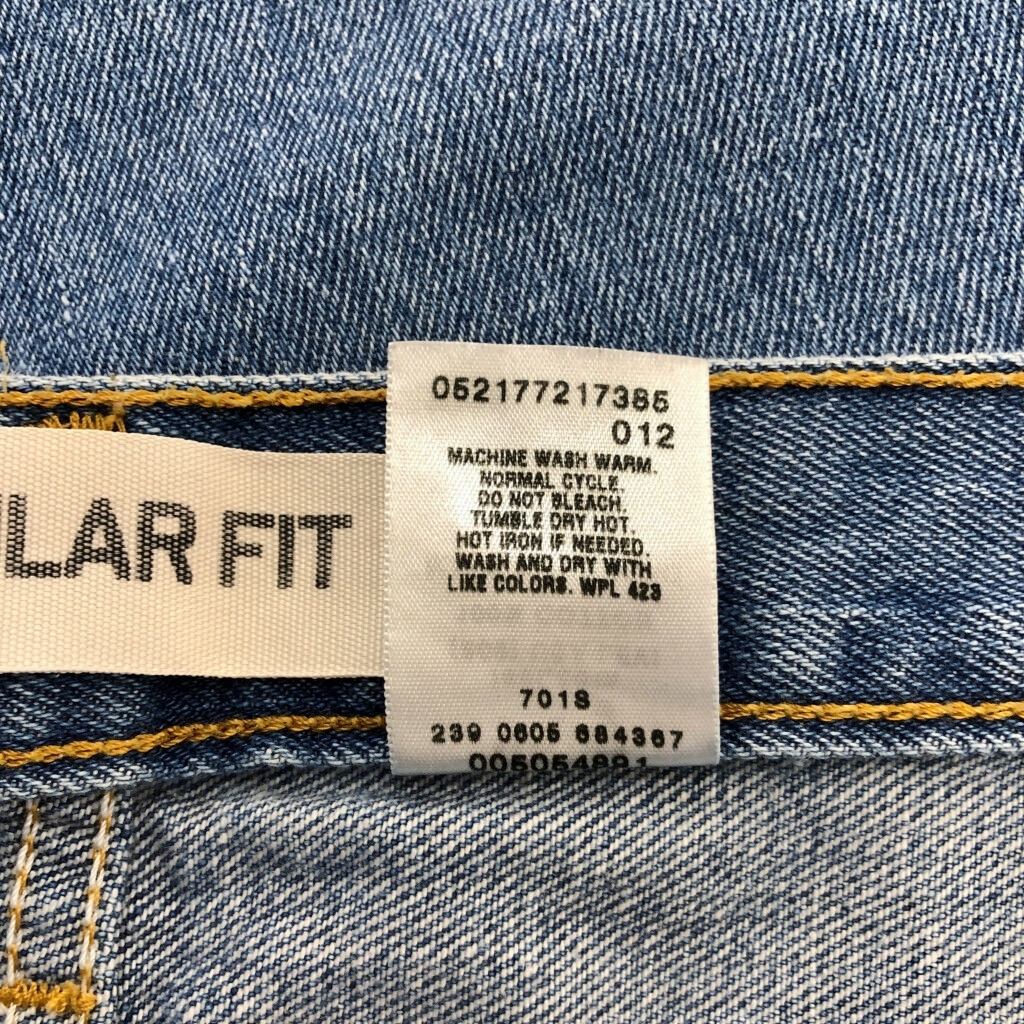 LAR FIT
052177217385
012
MACHINE WASH WARM.
NORMAL CYCLE.
DO NOT BLEACH.
TUMBLE DRY HOT.
HOT IRON IF NEEDED.
WASH AND DRY WITH
LIKE COLORS. WPL 423
7018
239 0605 684367